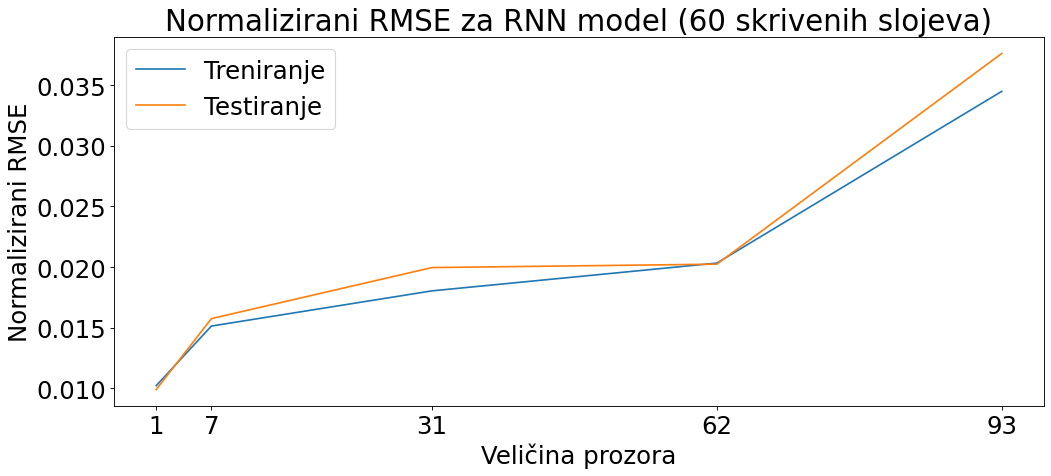 Normalizirani RMSE za RNN model (60 skrivenih slojeva)
Treniranje
Testiranje
Normalizirani RMSE
0.035
0.030
0.025
0.020
0.015
0.010
1 7 31 62 93
Veličina prozora